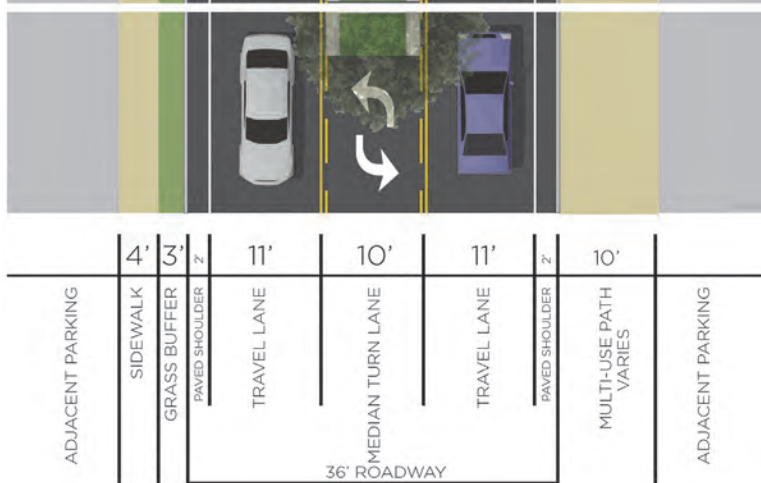 4'
3'
2'
11'
10'
11'
2'
10'
ADJACENT PARKING
SIDEWALK
GRASS BUFFER
PAVED SHOULDER
TRAVEL LANE
MEDIAN TURN LANE
TRAVEL LANE
PAVED SHOULDER
MULTI-USE PATH
VARIES
ADJACENT PARKING
36' ROADWAY